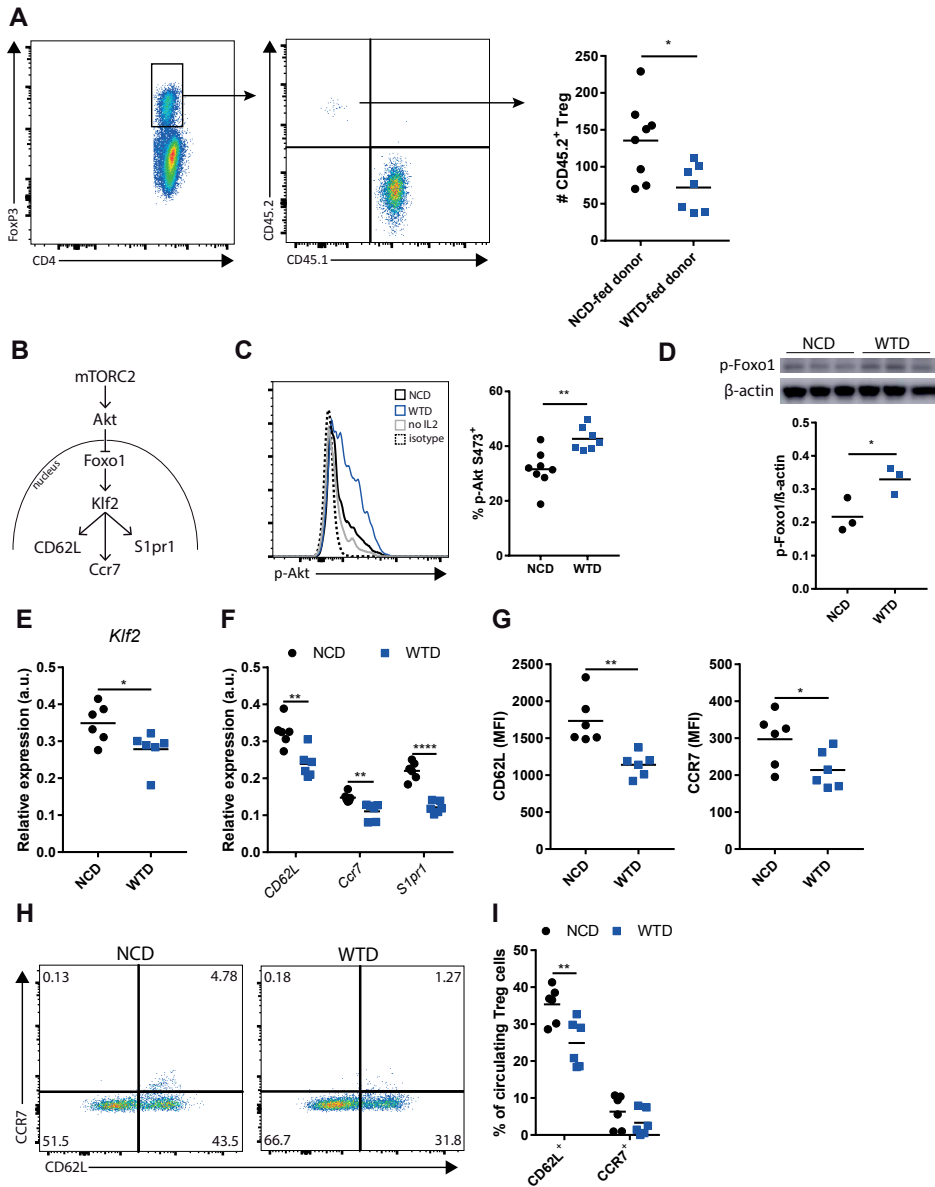 A
FoxP3
CD4
CD45.2
CD45.1
# CD45.2+ Treg
250
200
150
100
50
0
*
NCD-fed donor
WTD-fed donor
B
mTORC2
Akt
Foxo1
nucleus
Klf2
CD62L
S1pr1
Ccr7
C
NCD
WTD
no IL2
isotype
p-Akt
% p-Akt S473+
60
40
20
0
**
NCD
WTD
D
NCD
WTD
p-Foxo1
β-actin
p-Foxo1/ß-actin
0.5
0.4
0.3
0.2
0.1
0.0
*
NCD
WTD
E
Klf2
Relative expression (a.u.)
0.5
0.4
0.3
0.2
0.1
0.0
*
NCD
WTD
F
NCD
WTD
Relative expression (a.u.)
0.5
0.4
0.3
0.2
0.1
0.0
**
**
****
CD62L
Ccr7
S1pr1
G
CD62L (MFI)
2500
2000
1500
1000
500
0
**
NCD
WTD
CCR7 (MFI)
400
300
200
100
0
*
NCD
WTD
H
NCD
WTD
0.13
4.78
51.5
43.5
0.18
1.27
66.7
31.8
CCR7
CD62L
I
NCD
WTD
% of circulating Treg cells
50
40
30
20
10
0
**
CD62L+
CCR7+